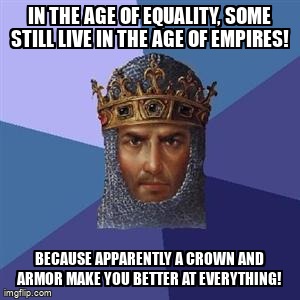 IN THE AGE OF EQUALITY, SOME
STILL LIVE IN THE AGE OF EMPIRES!
BECAUSE APPARENTLY A CROWN AND
ARMOR MAKE YOU BETTER AT EVERYTHING!
imgflip.com